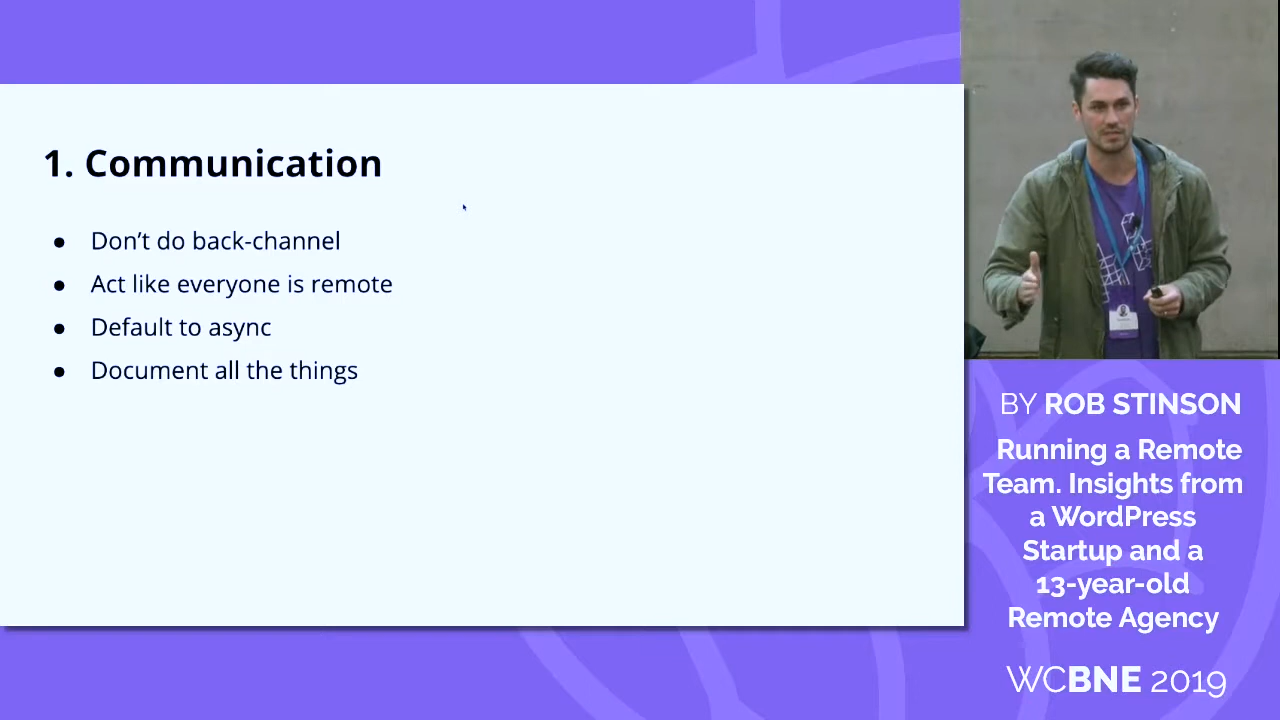 1. Communication
● Don’t do back-channel
● Act like everyone is remote
● Default to async
● Document all the things
BY ROB STINSON
Running a Remote
Team. Insights from
a WordPress
Startup and a
13-year-old
Remote Agency
WCBNE 2019